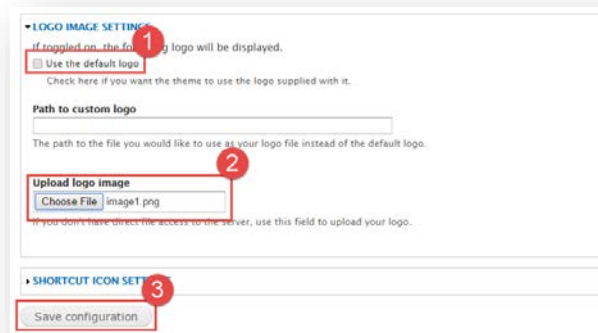 LOGO IMAGE SETTINGS
1
If toggled on, the following logo will be displayed.
Use the default logo
Check here if you want the theme to use the logo supplied with it.
Path to custom logo
The path to the file you would like to use as your logo file instead of the default logo.
2
Upload logo image
Choose File image1.png
If you don't have direct file access to the server, use this field to upload your logo.
SHORTCUT ICON SETTINGS
3
Save configuration